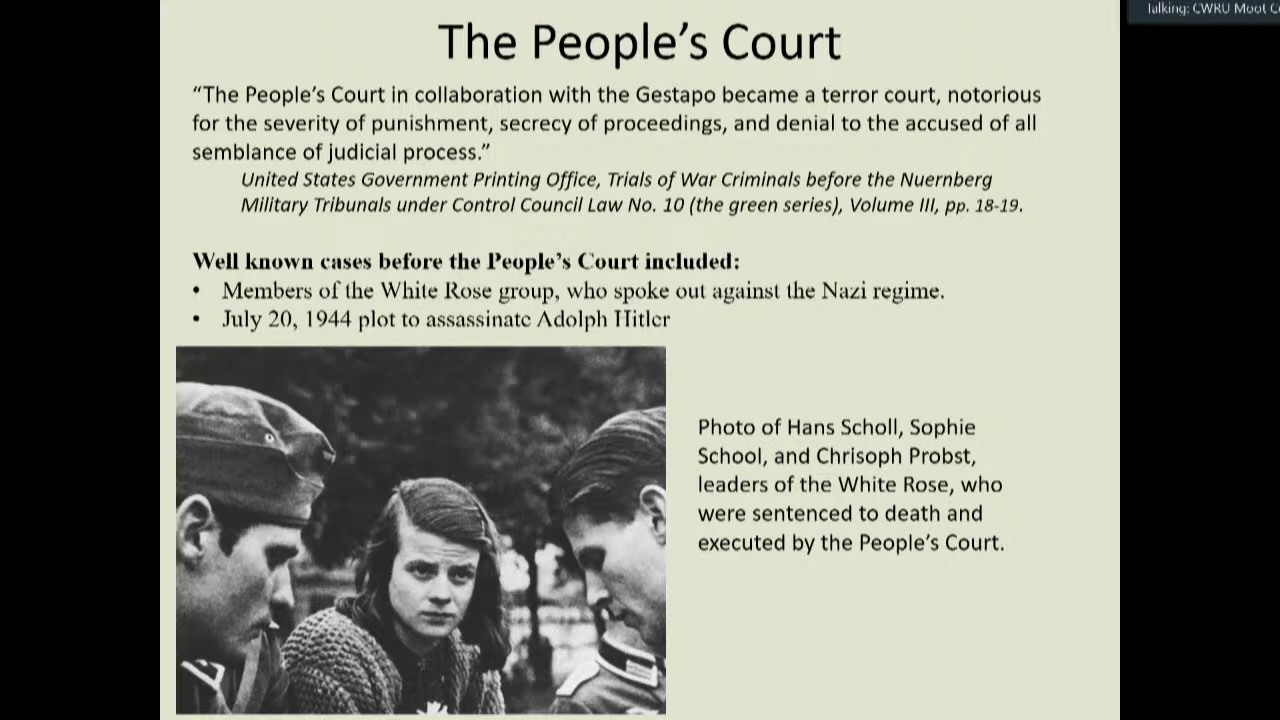 Talking: CWRU Moot C
The People's Court
“The People's Court in collaboration with the Gestapo became a terror court, notorious
for the severity of punishment, secrecy of proceedings, and denial to the accused of all
semblance of judicial process.”
United States Government Printing Office, Trials of War Criminals before the Nuernberg
Military Tribunals under Control Council Law No. 10 (the green series), Volume III, pp. 18-19.
Well known cases before the People's Court included:
• Members of the White Rose group, who spoke out against the Nazi regime.
• July 20, 1944 plot to assassinate Adolph Hitler
Photo of Hans Scholl, Sophie
School, and Chrisoph Probst,
leaders of the White Rose, who
were sentenced to death and
executed by the People's Court.